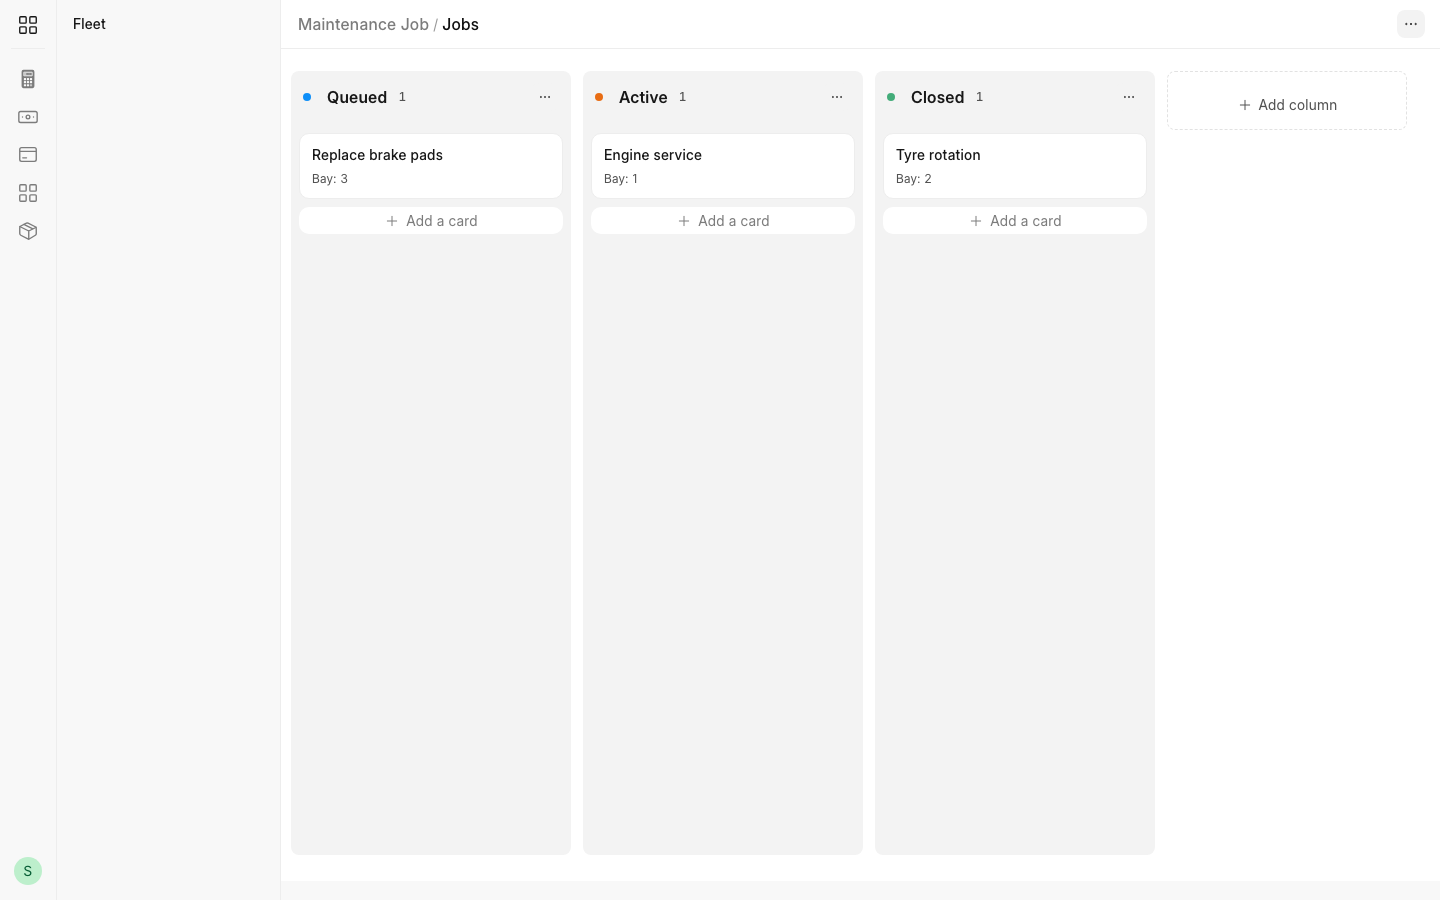 Fleet
Maintenance Job / Jobs
Queued 1
Replace brake pads
Bay: 3
Add a card
Active 1
Engine service
Bay: 1
Add a card
Closed 1
Tyre rotation
Bay: 2
Add a card
Add column
S